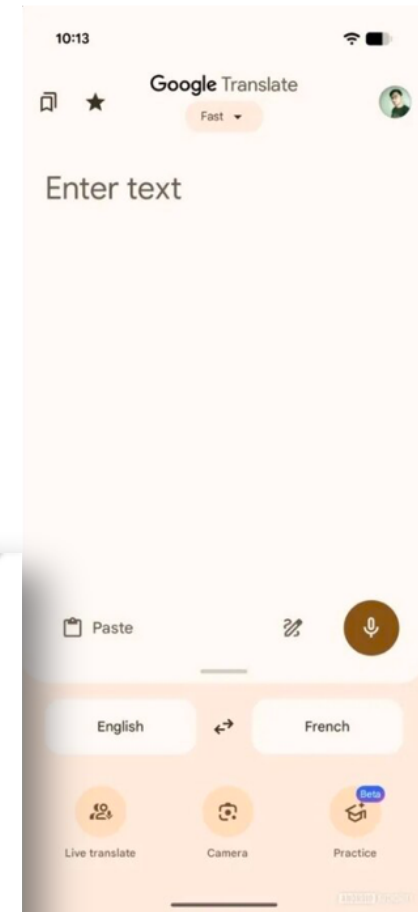 10:13
Google Translate
Fast
Enter text
Paste
English
French
Beta
Live translate
Camera
Practice